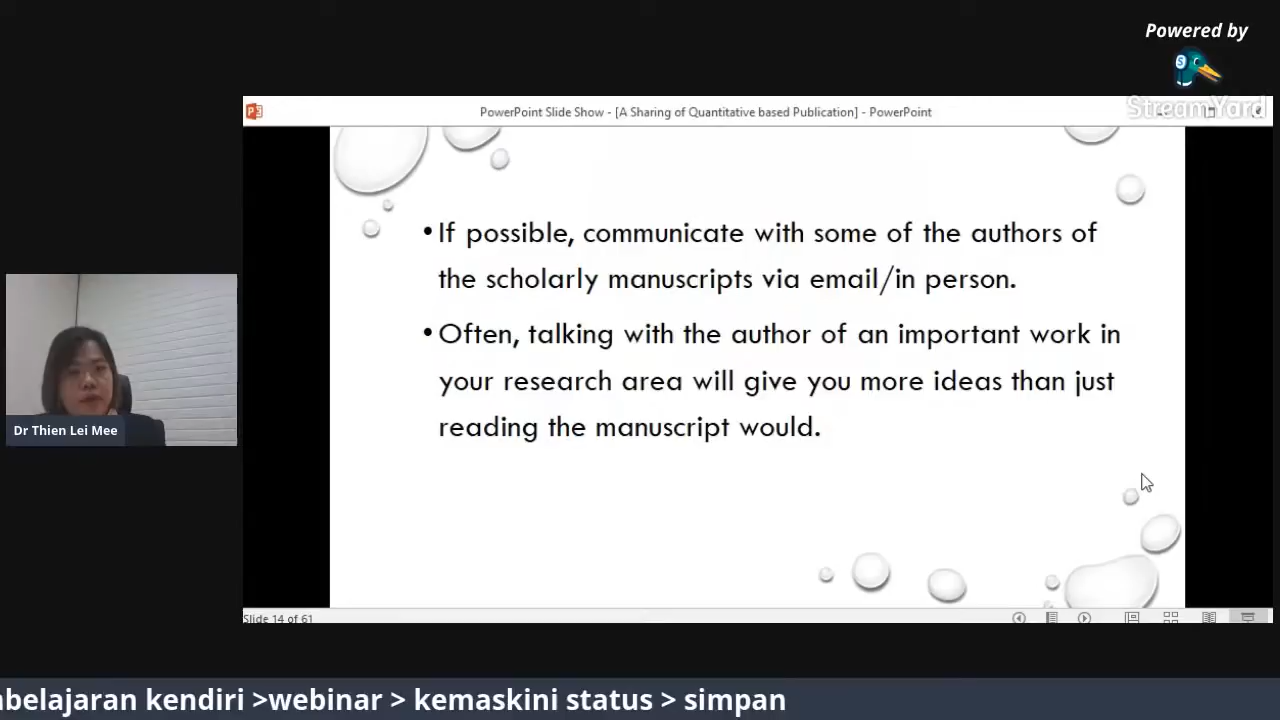 Powered by
StreamYard
PowerPoint Slide Show - [A Sharing of Quantitative based Publication] - PowerPoint
• If possible, communicate with some of the authors of
the scholarly manuscripts via email/in person.
• Often, talking with the author of an important work in
your research area will give you more ideas than just
reading the manuscript would.
Dr Thien Lei Mee
Slide 14 of 61
kendiri >webinar > kemaskini status > simpan